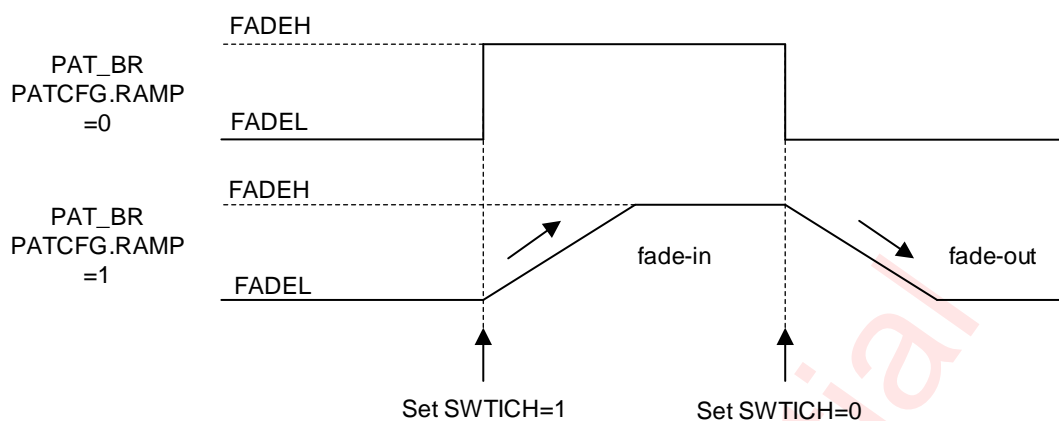 FADEH
PAT_BR
PATCFG.RAMP
=0
FADEL
FADEH
PAT_BR
PATCFG.RAMP
=1
fade-in
fade-out
FADEL
Set SWTICH=1
Set SWTICH=0
ial